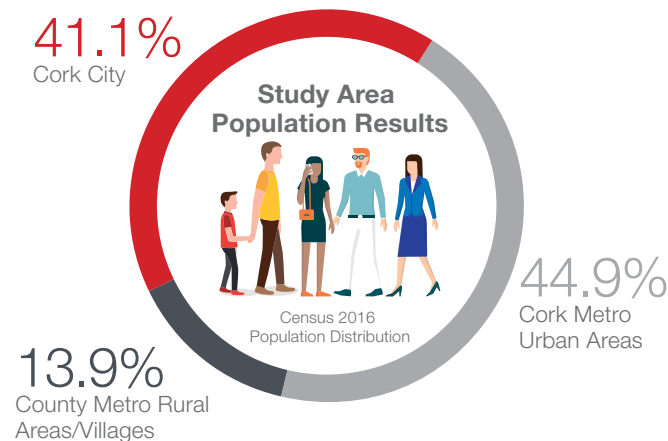 41.1%
Cork City
Study Area
Population Results
Census 2016
Population Distribution
44.9%
Cork Metro
Urban Areas
13.9%
County Metro Rural
Areas/Villages